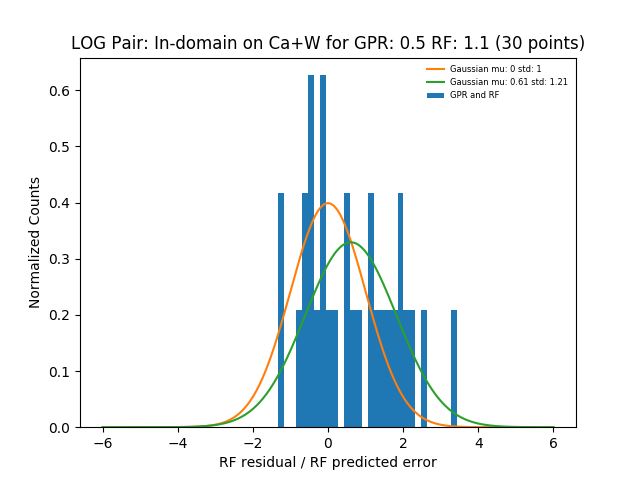 LOG Pair: In-domain on Ca+W for GPR: 0.5 RF: 1.1 (30 points)
Gaussian mu: 0 std: 1
Gaussian mu: 0.61 std: 1.21
GPR and RF
Normalized Counts
0.6
0.5
0.4
0.3
0.2
0.1
0.0
−6 −4 −2 0 2 4 6
RF residual / RF predicted error